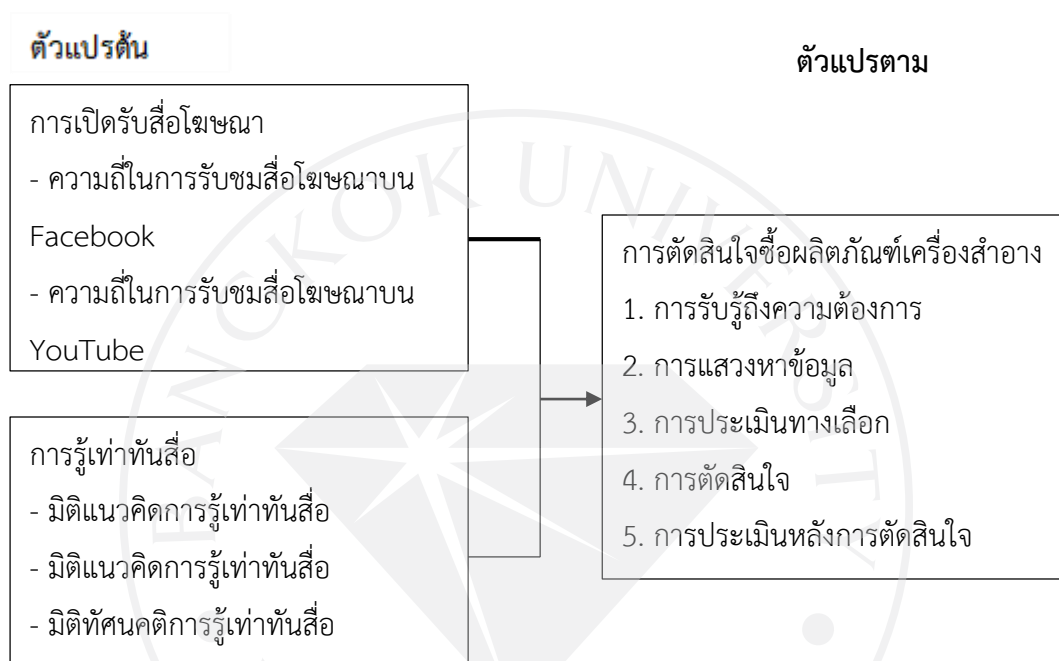 ตัวแปรต้น
การเปิดรับสื่อโฆษณา
- ความถี่ในการรับชมสื่อโฆษณาบน
Facebook
- ความถี่ในการรับชมสื่อโฆษณาบน
YouTube
การรู้เท่าทันสื่อ
- มิติแนวคิดการรู้เท่าทันสื่อ
- มิติแนวคิดการรู้เท่าทันสื่อ
- มิติทัศนคติการรู้เท่าทันสื่อ
ตัวแปรตาม
การตัดสินใจซื้อผลิตภัณฑ์เครื่องสำอาง
1. การรับรู้ถึงความต้องการ
2. การแสวงหาข้อมูล
3. การประเมินทางเลือก
4. การตัดสินใจ
5. การประเมินหลังการตัดสินใจ
BANGKOK UNIVERSITY